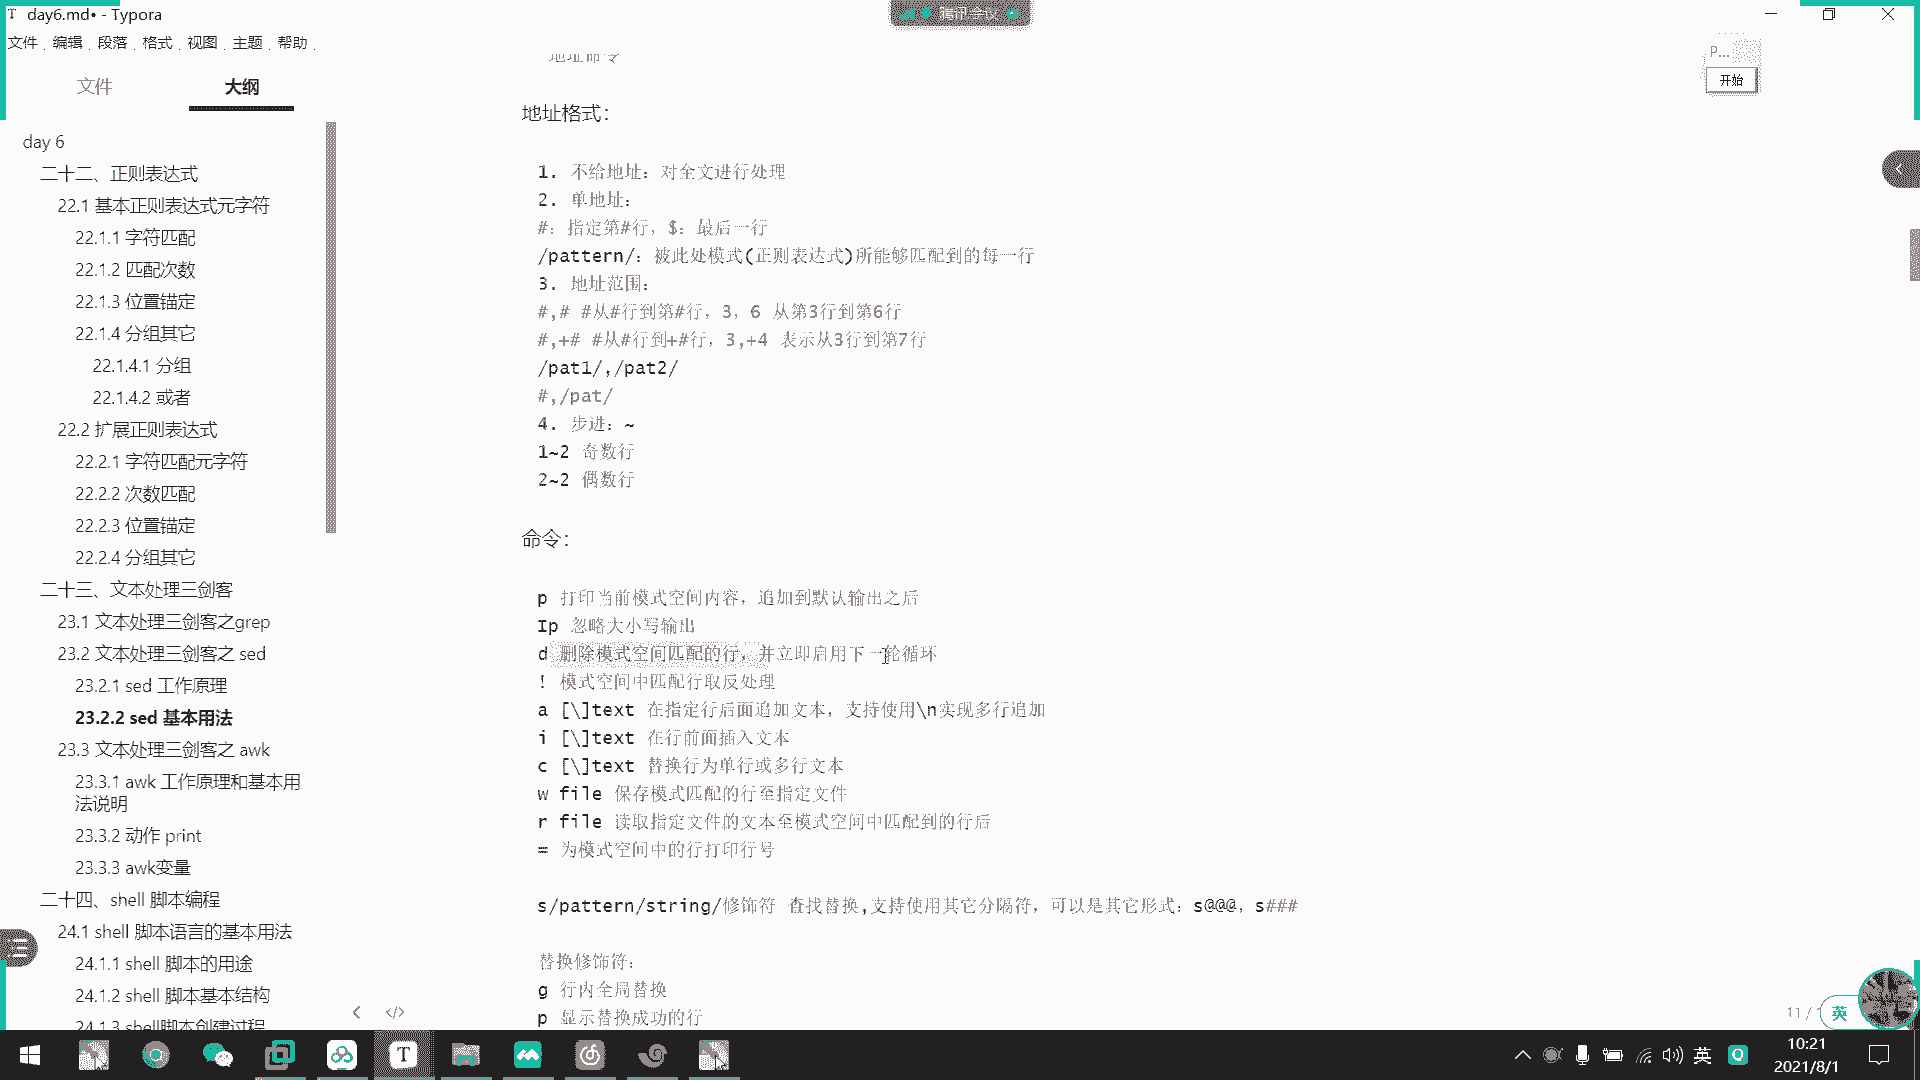 day6.md• - Typora
腾讯会议
文件 编辑 段落 格式 视图 主题 帮助
文件 大纲
day 6
二十二、正则表达式
22.1 基本正则表达式元字符
22.1.1 字符匹配
22.1.2 匹配次数
22.1.3 位置锚定
22.1.4 分组其它
22.1.4.1 分组
22.1.4.2 或者
22.2 扩展正则表达式
22.2.1 字符匹配元字符
22.2.2 次数匹配
22.2.3 位置锚定
22.2.4 分组其它
二十三、文本处理三剑客
23.1 文本处理三剑客之grep
23.2 文本处理三剑客之 sed
23.2.1 sed 工作原理
23.2.2 sed 基本用法
23.3 文本处理三剑客之 awk
23.3.1 awk 工作原理和基本用
法说明
23.3.2 动作 print
23.3.3 awk变量
二十四、shell 脚本编程
24.1 shell 脚本语言的基本用法
24.1.1 shell 脚本的用途
24.1.2 shell 脚本基本结构
24.1.3 shell脚本创建过程
地址命令
地址格式：
1. 不给地址：对全文进行处理
2. 单地址：
#：指定第#行，$：最后一行
/pattern/：被此处模式(正则表达式)所能够匹配到的每一行
3. 地址范围：
#,# #从#行到第#行，3，6 从第3行到第6行
#,+# #从#行到+#行，3,+4 表示从3行到第7行
/pat1/,/pat2/
#,/pat/
4. 步进：~
1~2 奇数行
2~2 偶数行
命令：
p 打印当前模式空间内容，追加到默认输出之后
Ip 忽略大小写输出
d 删除模式空间匹配的行，并立即启用下一轮循环
! 模式空间中匹配行取反处理
a [\]text 在指定行后面追加文本，支持使用\n实现多行追加
i [\]text 在行前面插入文本
c [\]text 替换行为单行或多行文本
w file 保存模式匹配的行至指定文件
r file 读取指定文件的文本至模式空间中匹配到的行后
= 为模式空间中的行打印行号
s/pattern/string/修饰符 查找替换,支持使用其它分隔符，可以是其它形式：s@@@，s###
替换修饰符：
g 行内全局替换
p 显示替换成功的行
P...
开始
11 /
英
英
10:21
2021/8/1